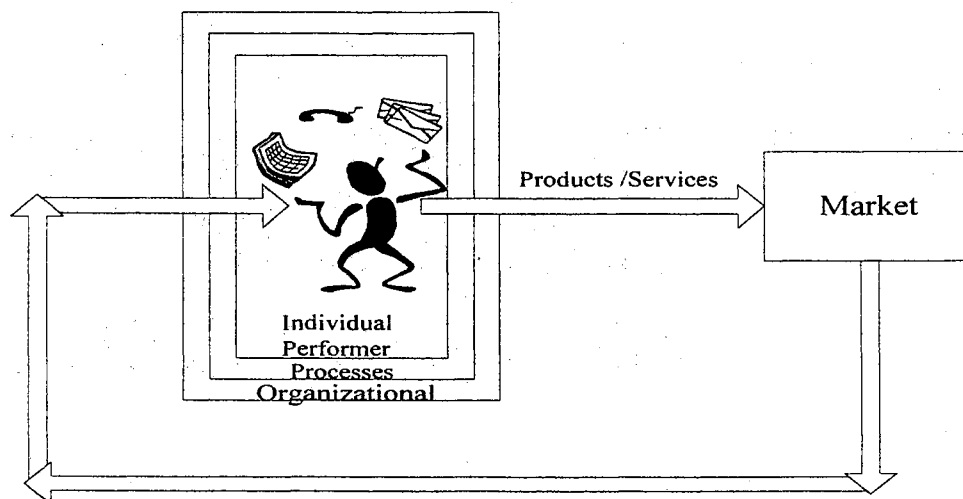 Products /Services
Market
Individual
Performer
Processes
Organizational